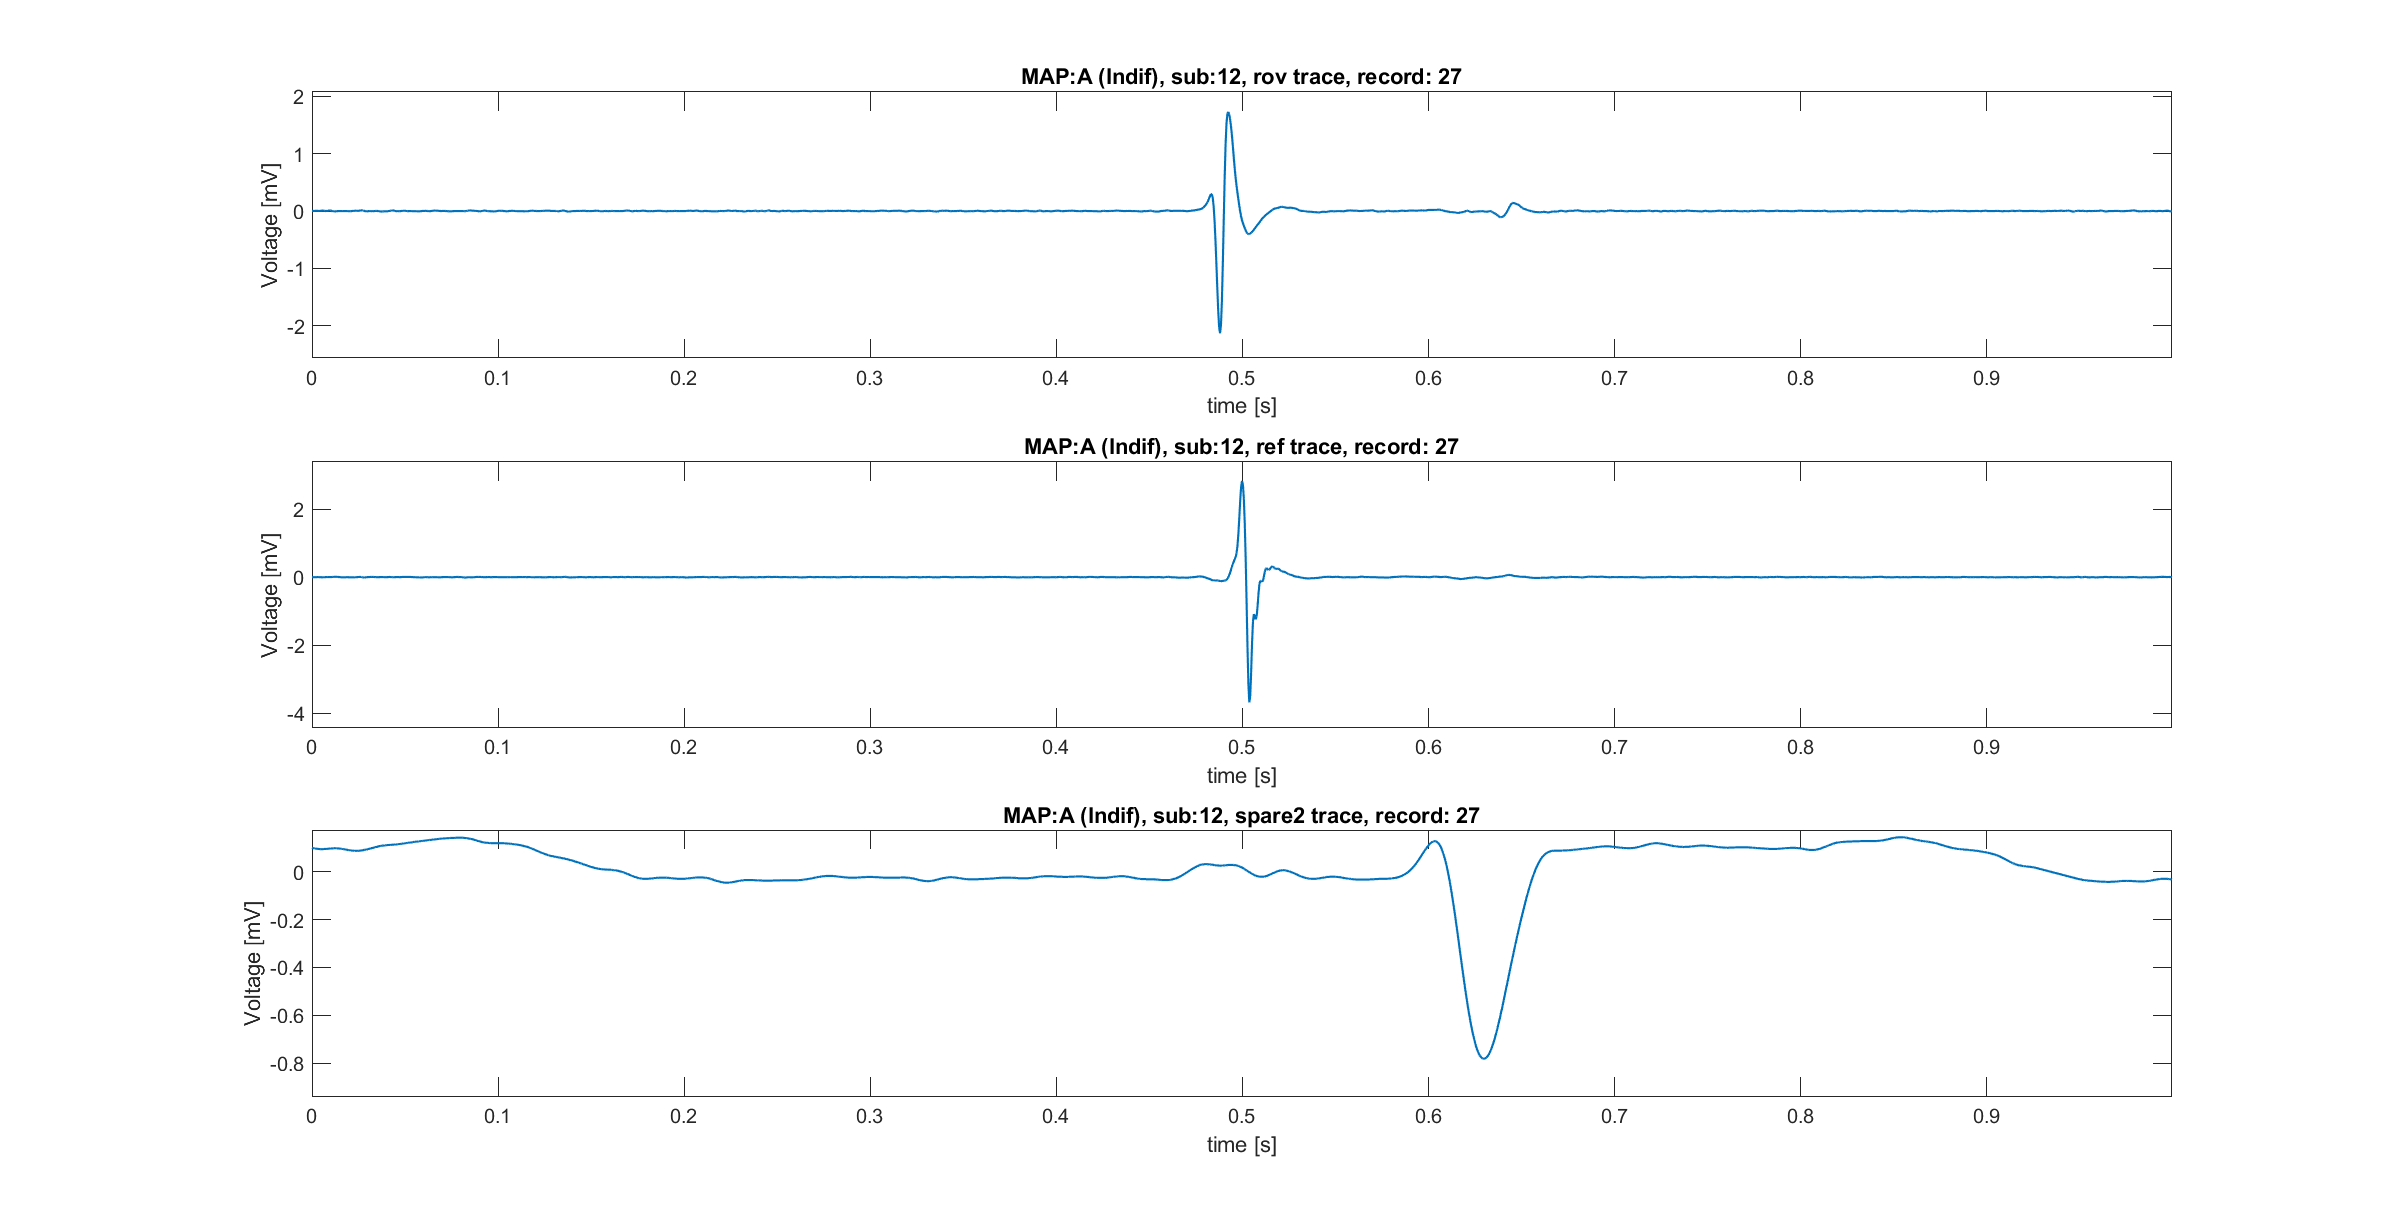 MAP:A (Indif), sub:12, rov trace, record: 27
2
1
0
-1
-2
Voltage [mV]
0 0.1 0.2 0.3 0.4 0.5 0.6 0.7 0.8 0.9
time [s]
MAP:A (Indif), sub:12, ref trace, record: 27
2
0
-2
-4
Voltage [mV]
0 0.1 0.2 0.3 0.4 0.5 0.6 0.7 0.8 0.9
time [s]
MAP:A (Indif), sub:12, spare2 trace, record: 27
0
-0.2
-0.4
-0.6
-0.8
Voltage [mV]
0 0.1 0.2 0.3 0.4 0.5 0.6 0.7 0.8 0.9
time [s]